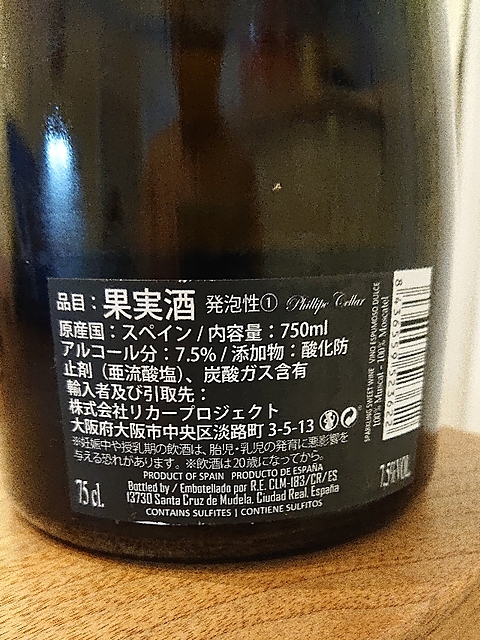 品目：果実酒 発泡性① Phillipe Cellar
原産国：スペイン / 内容量：750ml
アルコール分：7.5% / 添加物：酸化防
止剤（亜硫酸塩）、炭酸ガス含有
輸入者及び引取先：
株式会社リカープロジェクト
大阪府大阪市中央区淡路町 3-5-13
※妊娠中や授乳期の飲酒は、胎児・乳児の発育に悪影響を
与える恐れがあります。※飲酒は20歳になってから。
PRODUCT OF SPAIN PRODUCTO DE ESPAÑA
Bottled by / Embotellado por R.E. CLM-183/CR/ES
13730 Santa Cruz de Mudela, Ciudad Real, España
CONTAINS SULFITES | CONTIENE SULFITOS
75 cl.
7.5%VOL.
SPARKLING SWEET WINE VINO ESPUMOSO DULCE
100% Muscat - 100% Moscatel